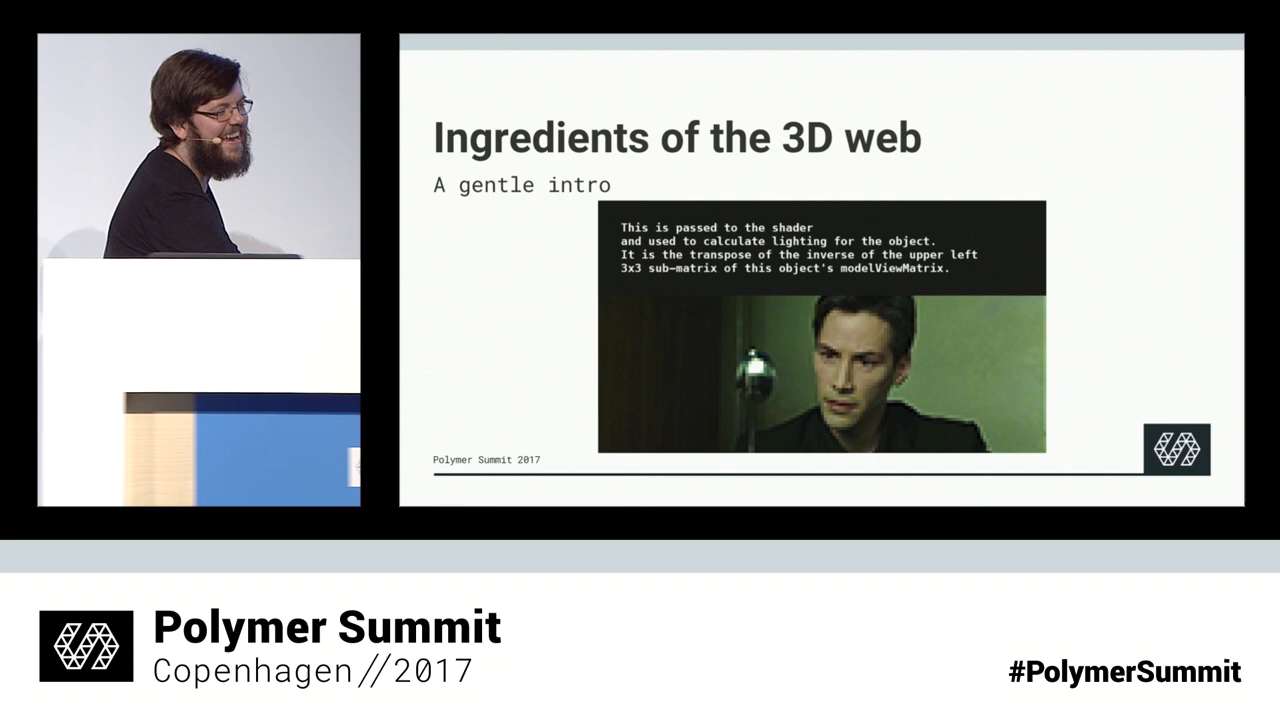 Ingredients of the 3D web
A gentle intro
This is passed to the shader
and used to calculate lighting for the object.
It is the transpose of the inverse of the upper left
3x3 sub-matrix of this object's modelViewMatrix.
Polymer Summit 2017
Polymer Summit
Copenhagen//2017
#PolymerSummit